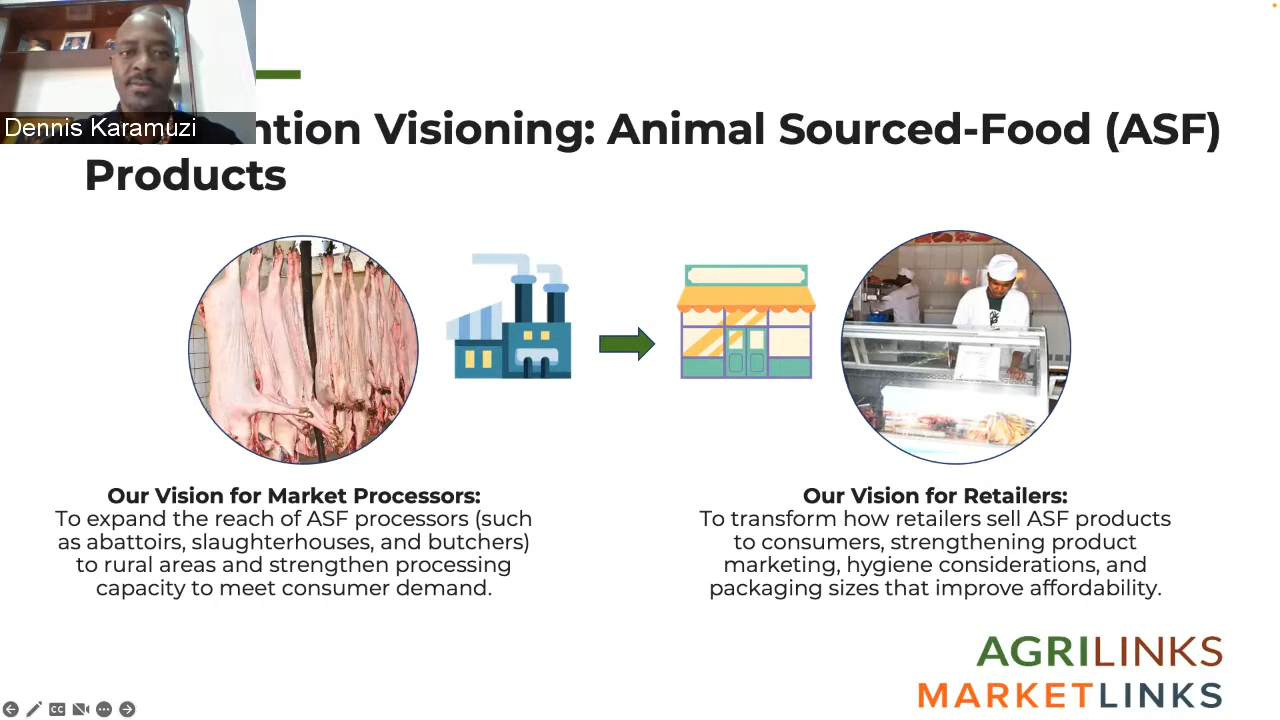 Dennis Karamuzi
ntion Visioning: Animal Sourced-Food (ASF)
Products
Our Vision for Market Processors:
To expand the reach of ASF processors (such
as abattoirs, slaughterhouses, and butchers)
to rural areas and strengthen processing
capacity to meet consumer demand.
Our Vision for Retailers:
To transform how retailers sell ASF products
to consumers, strengthening product
marketing, hygiene considerations, and
packaging sizes that improve affordability.
AGRILINKS
MARKETLINKS
CC